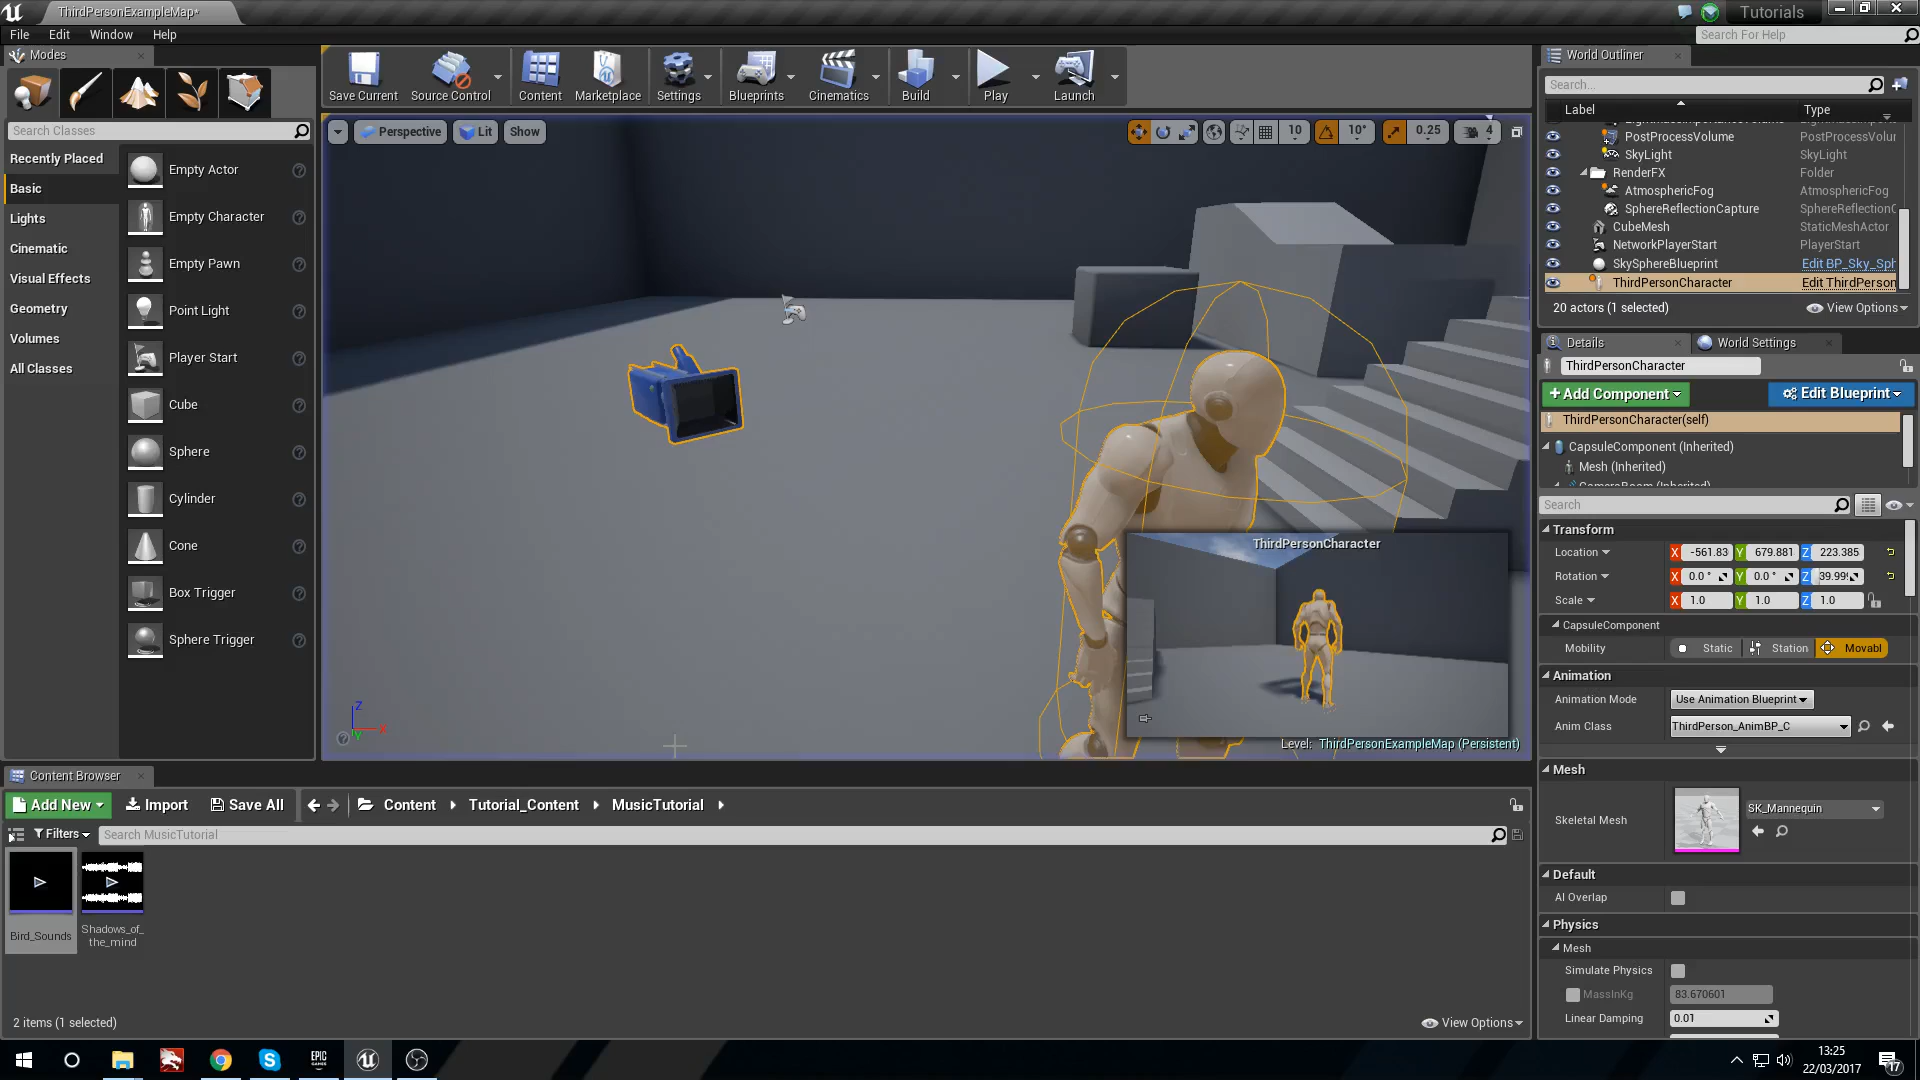 ThirdPersonExampleMap*
Tutorials
File Edit Window Help
Search For Help
Modes
Search Classes
Recently Placed
Basic
Lights
Cinematic
Visual Effects
Geometry
Volumes
All Classes
Empty Actor
Empty Character
Empty Pawn
Point Light
Player Start
Cube
Sphere
Cylinder
Cone
Box Trigger
Sphere Trigger
Save Current
Source Control
Content
Marketplace
Settings
Blueprints
Cinematics
Build
Play
Launch
Perspective
Lit
Show
10
10°
0.25
4
ThirdPersonCharacter
Z
X
Y
Level: ThirdPersonExampleMap (Persistent)
World Outliner
Search...
Label Type
PostProcessVolume PostProcessVolur
SkyLight SkyLight
RenderFX Folder
AtmosphericFog AtmosphericFog
SphereReflectionCapture SphereReflectionC
CubeMesh StaticMeshActor
NetworkPlayerStart PlayerStart
SkySphereBlueprint Edit BP_Sky_Sph
ThirdPersonCharacter Edit ThirdPerson
20 actors (1 selected)
View Options
Details
World Settings
ThirdPersonCharacter
+Add Component
Edit Blueprint
ThirdPersonCharacter(self)
CapsuleComponent (Inherited)
Mesh (Inherited)
CameraBoom (Inherited)
Search
Transform
Location X -561.83 Y 679.881 Z 223.385
Rotation X 0.0 ° Y 0.0 ° Z 39.99
Scale X 1.0 Y 1.0 Z 1.0
CapsuleComponent
Mobility Static Station Movabl
Animation
Animation Mode Use Animation Blueprint
Anim Class ThirdPerson_AnimBP_C
Mesh
Skeletal Mesh SK_Mannequin
Default
AI Overlap
Physics
Mesh
Simulate Physics
MassInKg 83.670601
Linear Damping 0.01
Content Browser
Add New
Import
Save All
Content
Tutorial_Content
MusicTutorial
Filters
Search MusicTutorial
Bird_Sounds
Shadows_of_
the_mind
2 items (1 selected)
View Options
EPIC
GAMES
13:25
22/03/2017
17